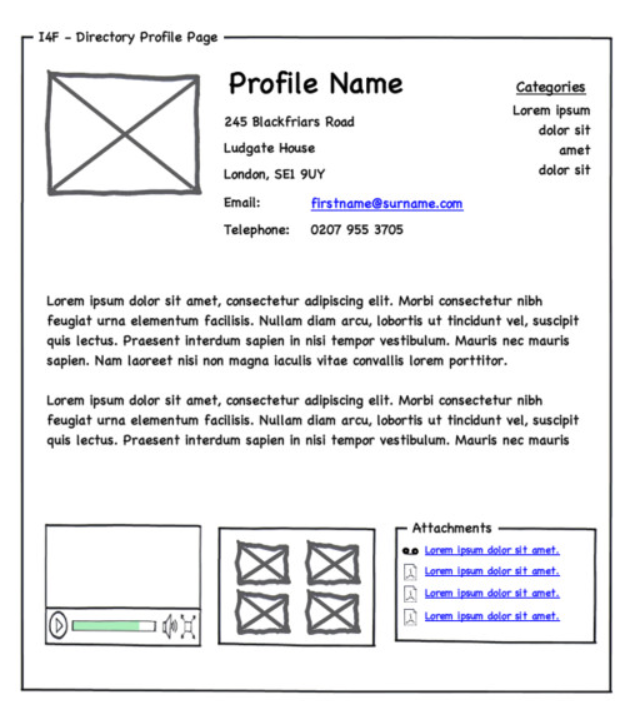 I4F - Directory Profile Page
Profile Name
245 Blackfriars Road
Ludgate House
London, SE1 9UY
Email: firstname@surname.com
Telephone: 0207 955 3705
Categories
Lorem ipsum
dolor sit
amet
dolor sit
Lorem ipsum dolor sit amet, consectetur adipiscing elit. Morbi consectetur nibh
feugiat urna elementum facilisis. Nullam diam arcu, lobortis ut tincidunt vel, suscipit
quis lectus. Praesent interdum sapien in nisi tempor vestibulum. Mauris nec mauris
sapien. Nam laoreet nisi non magna iaculis vitae convallis lorem porttitor.
Lorem ipsum dolor sit amet, consectetur adipiscing elit. Morbi consectetur nibh
feugiat urna elementum facilisis. Nullam diam arcu, lobortis ut tincidunt vel, suscipit
quis lectus. Praesent interdum sapien in nisi tempor vestibulum. Mauris nec mauris
Attachments
Lorem ipsum dolor sit amet.
Lorem ipsum dolor sit amet.
Lorem ipsum dolor sit amet.
Lorem ipsum dolor sit amet.